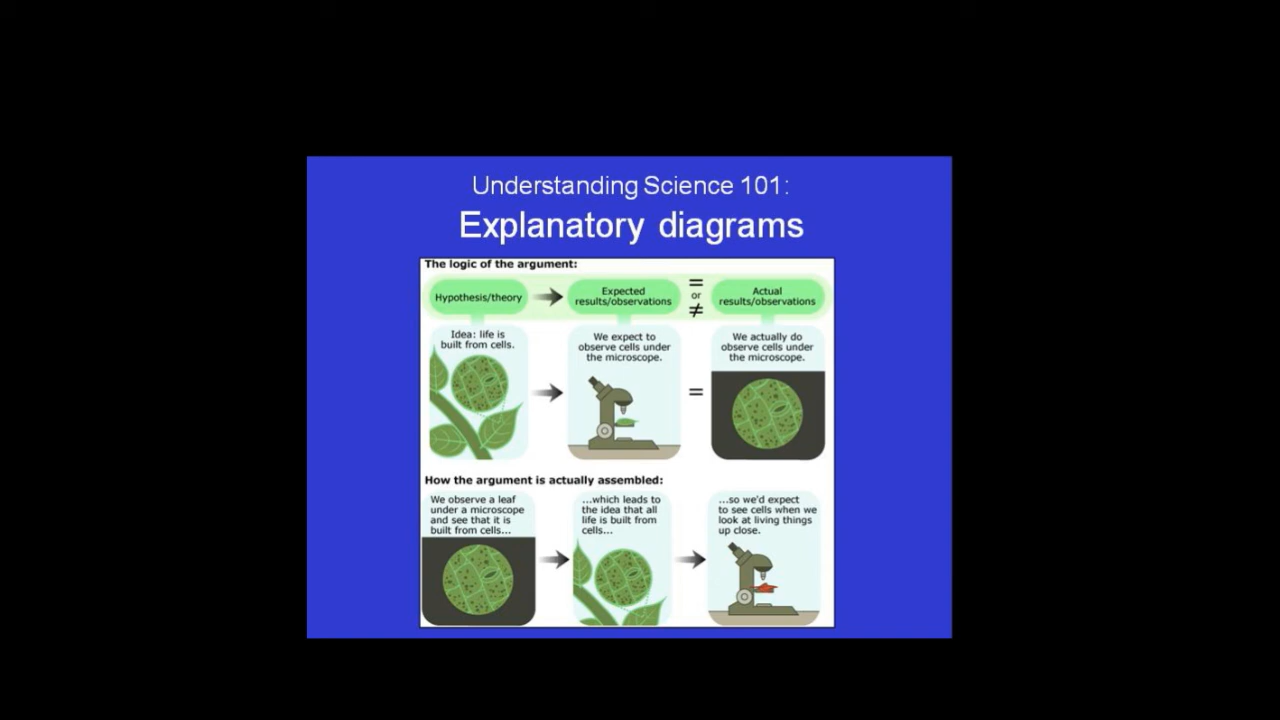 Understanding Science 101:
Explanatory diagrams
The logic of the argument:
Hypothesis/theory
Expected
results/observations
=
or
≠
Actual
results/observations
Idea: life is
built from cells.
We expect to
observe cells under
the microscope.
=
We actually do
observe cells under
the microscope.
How the argument is actually assembled:
We observe a leaf
under a microscope
and see that it is
built from cells...
...which leads to
the idea that all
life is built from
cells...
...so we'd expect
to see cells when we
look at living things
up close.